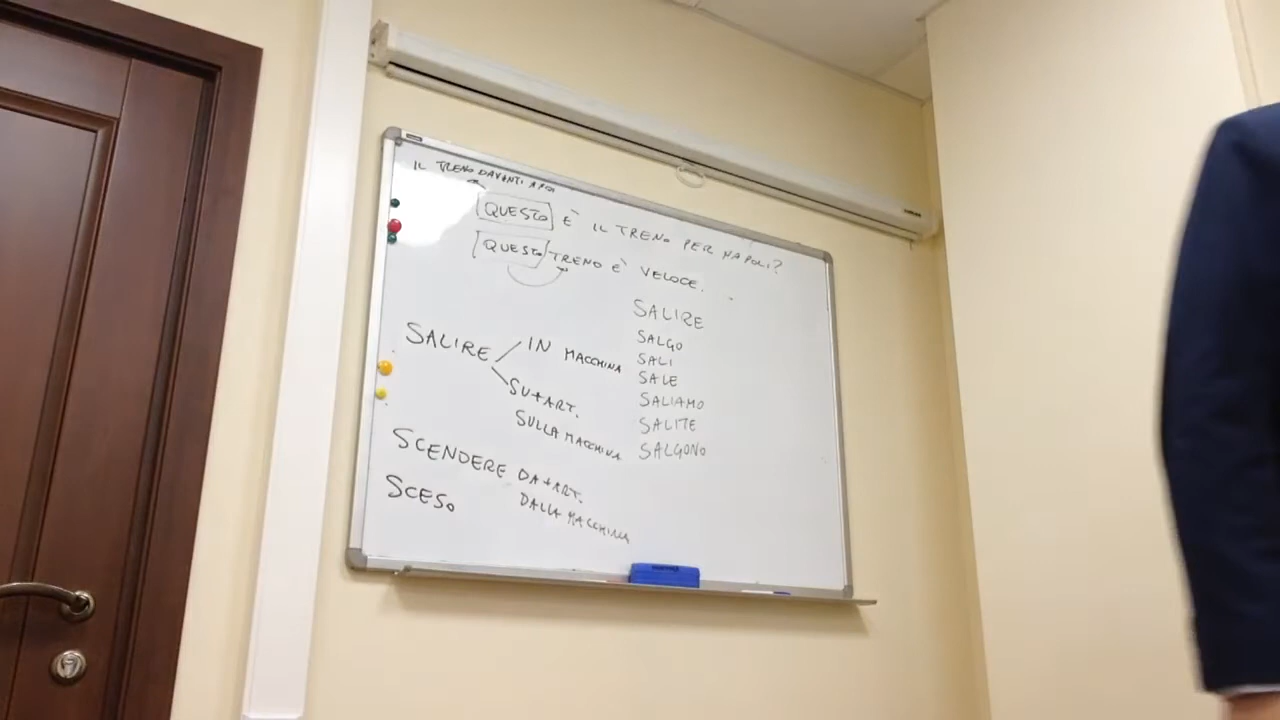 IL TRENO DAVANTI A NOI
QUESTO È IL TRENO PER NAPOLI?
QUESTO TRENO È VELOCE.
SALIRE
IN MACCHINA
SU+ART.
SULLA MACCHINA
SCENDERE DA+ART.
DALLA MACCHINA
SCESO
SALIRE
SALGO
SALI
SALE
SALIAMO
SALITE
SALGONO